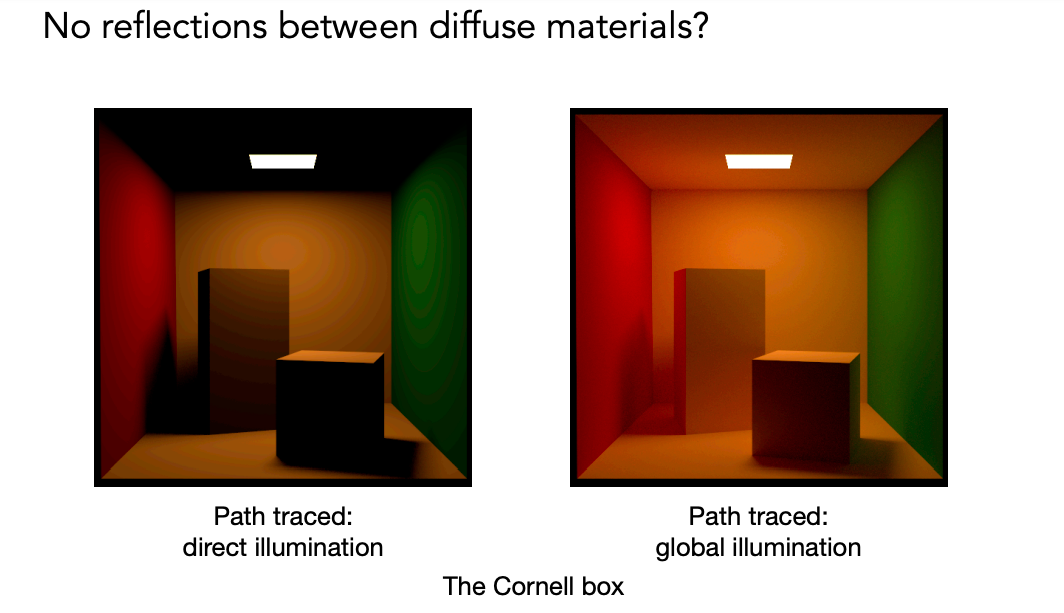 No reflections between diffuse materials?
Path traced:
direct illumination
Path traced:
global illumination
The Cornell box